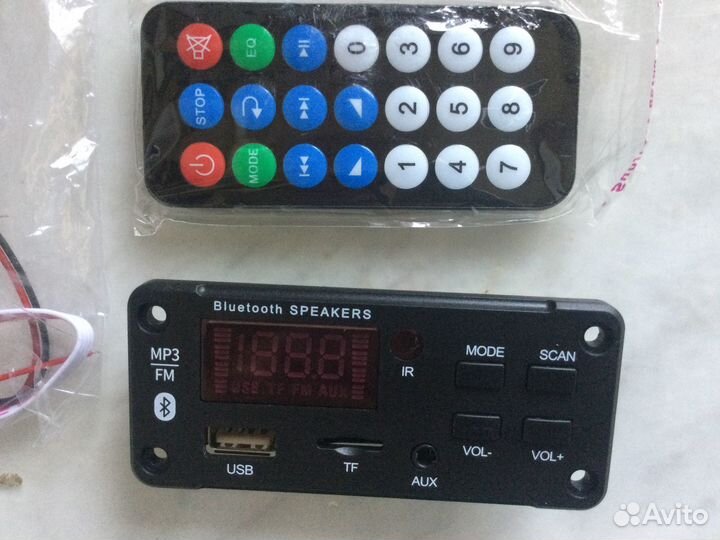 EQ
0
3
6
9
STOP
2
5
8
MODE
1
4
7
Bluetooth SPEAKERS
MP3
FM
1888
USB TF FM AUX
IR
MODE
SCAN
VOL-
VOL+
USB
TF
AUX
Avito